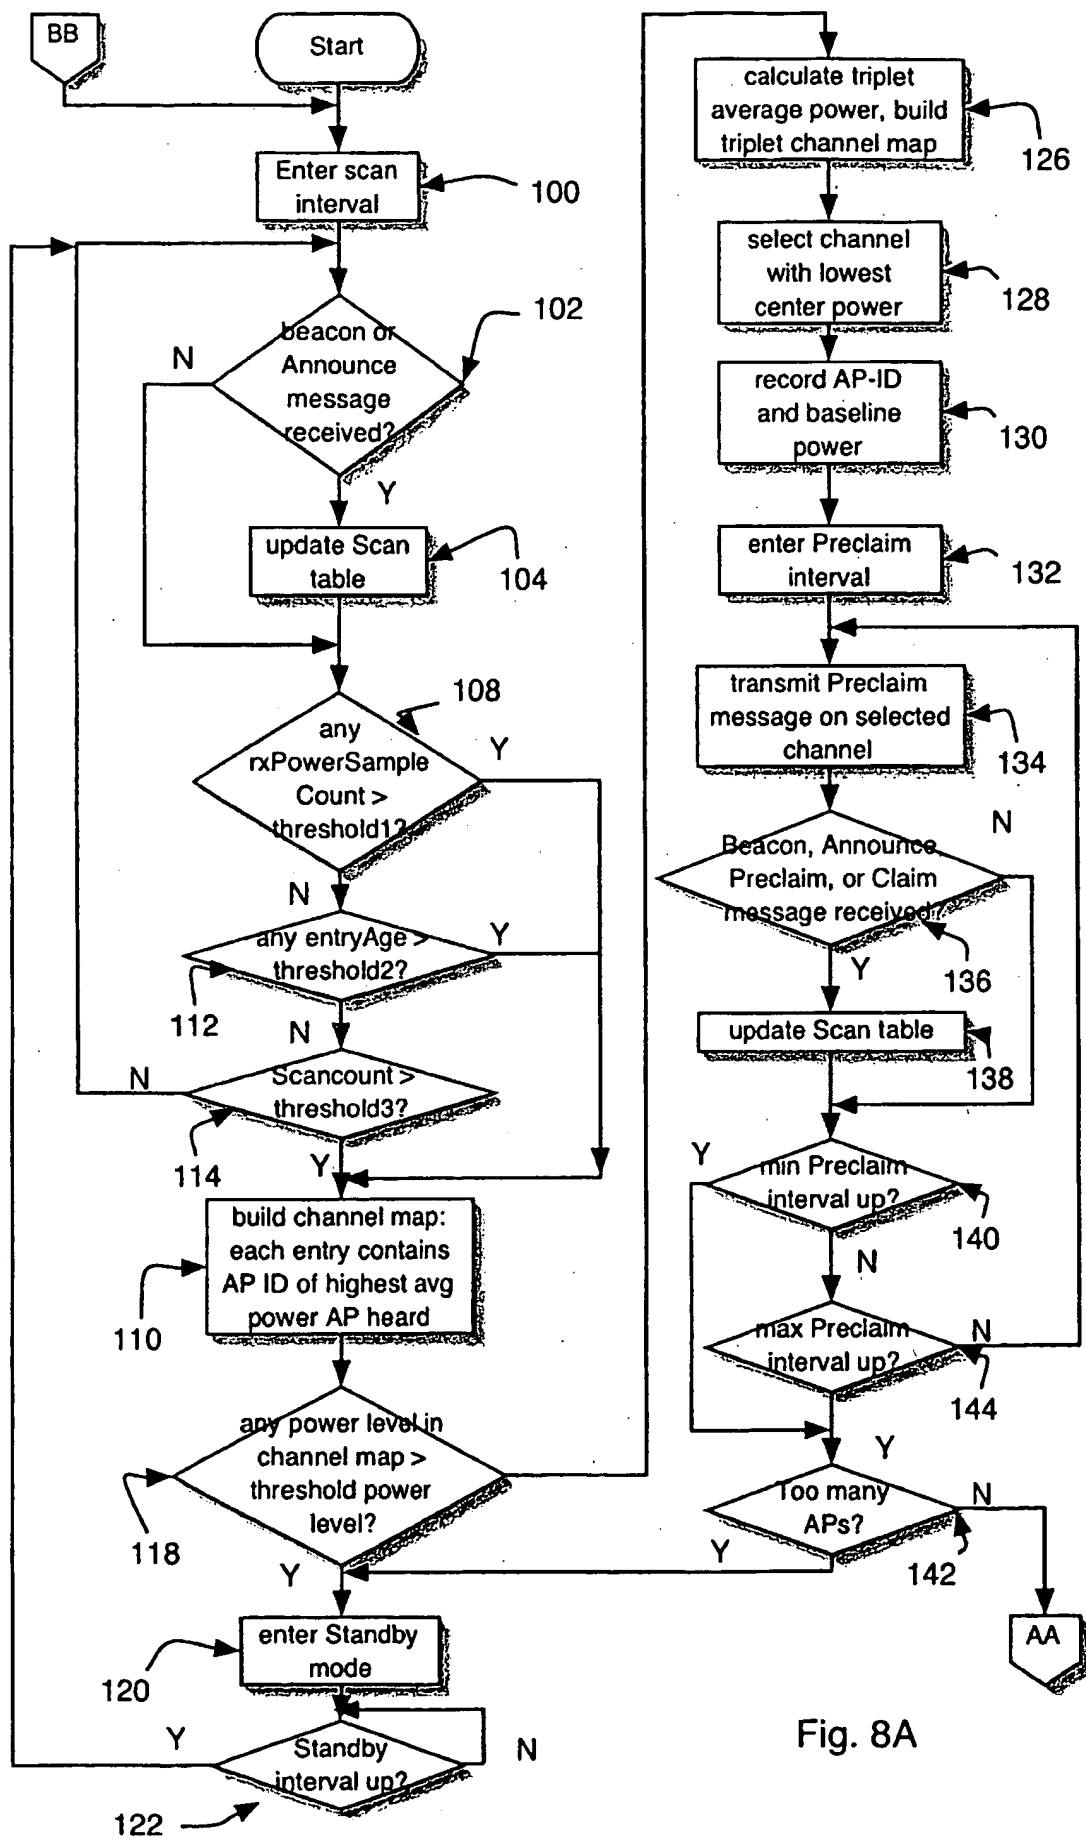 BB
Start
Enter scan
interval
100
beacon or
Announce
message
received?
102
N
Y
update Scan
table
104
108
any
rxPowerSample
Count >
threshold1?
Y
N
any entryAge >
threshold2?
Y
112
N
Scancount >
threshold3?
N
114
Y
build channel map:
each entry contains
AP ID of highest avg
power AP heard
110
any power level in
channel map >
threshold power
level?
118
Y
enter Standby
mode
120
Standby
interval up?
Y
N
122
calculate triplet
average power, build
triplet channel map
126
select channel
with lowest
center power
128
record AP-ID
and baseline
power
130
enter Preclaim
interval
132
transmit Preclaim
message on selected
channel
134
N
Beacon, Announce,
Preclaim, or Claim
message received?
136
Y
update Scan table
138
Y
min Preclaim
interval up?
140
N
max Preclaim
interval up?
N
144
Y
Too many
APs?
N
142
Y
AA
Fig. 8A